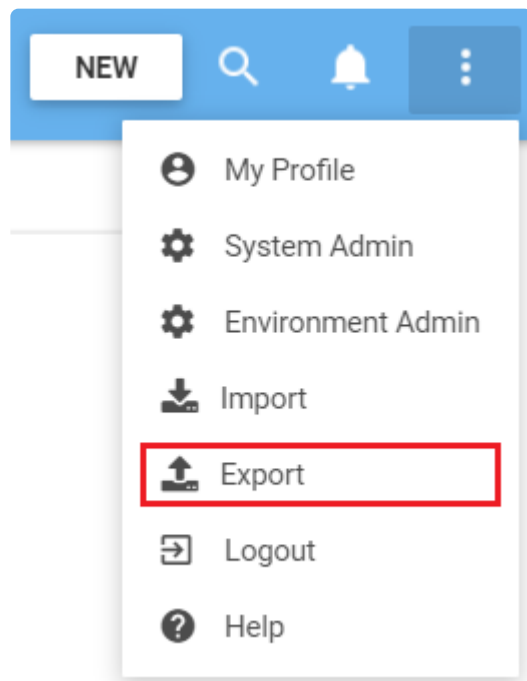 NEW
My Profile
System Admin
Environment Admin
Import
Export
Logout
Help